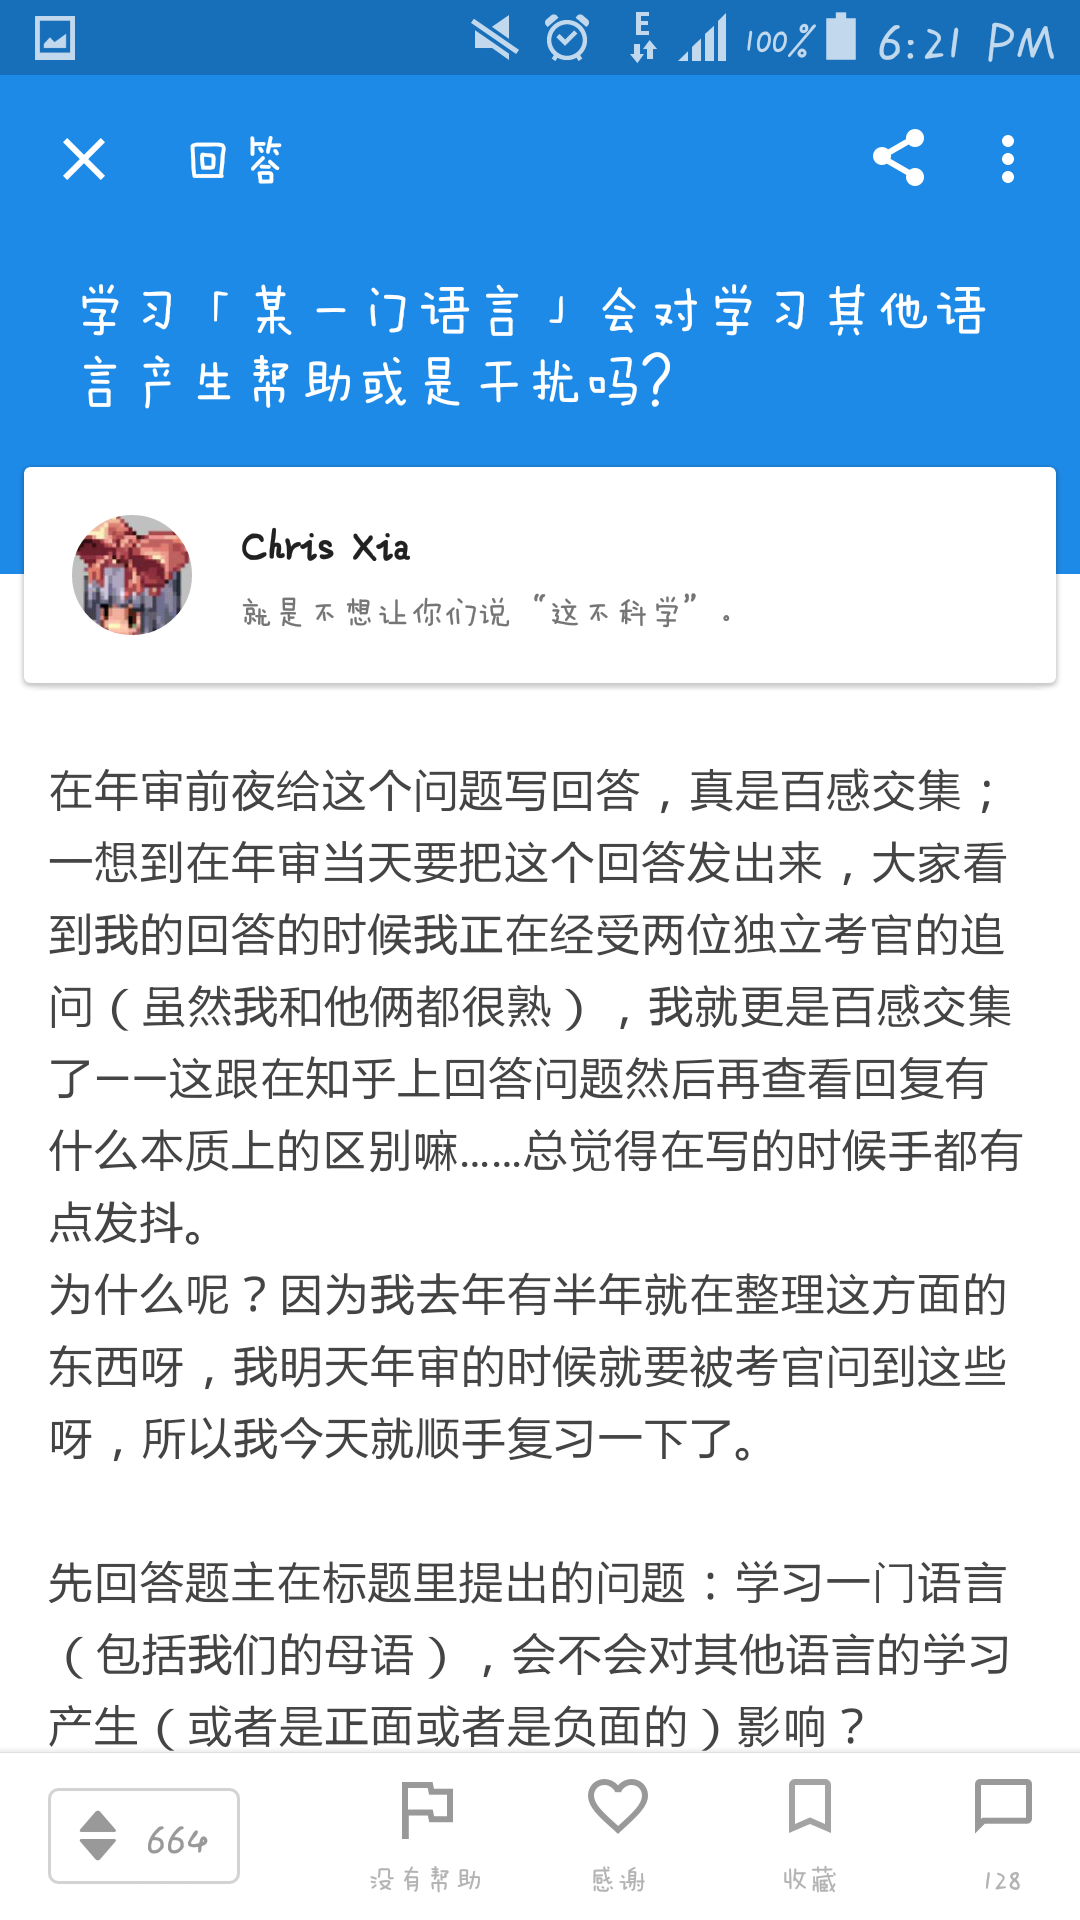 E 100% 6:21 PM
回答
学习「某一门语言」会对学习其他语
言产生帮助或是干扰吗?
Chris Xia
就是不想让你们说“这不科学”。
在年审前夜给这个问题写回答，真是百感交集；
一想到在年审当天要把这个回答发出来，大家看
到我的回答的时候我正在经受两位独立考官的追
问（虽然我和他俩都很熟），我就更是百感交集
了——这跟在知乎上回答问题然后再查看回复有
什么本质上的区别嘛……总觉得在写的时候手都有
点发抖。
为什么呢？因为我去年有半年就在整理这方面的
东西呀，我明天年审的时候就要被考官问到这些
呀，所以我今天就顺手复习一下了。
先回答题主在标题里提出的问题：学习一门语言
（包括我们的母语），会不会对其他语言的学习
产生（或者是正面或者是负面的）影响？
664 没有帮助 感谢 收藏 128